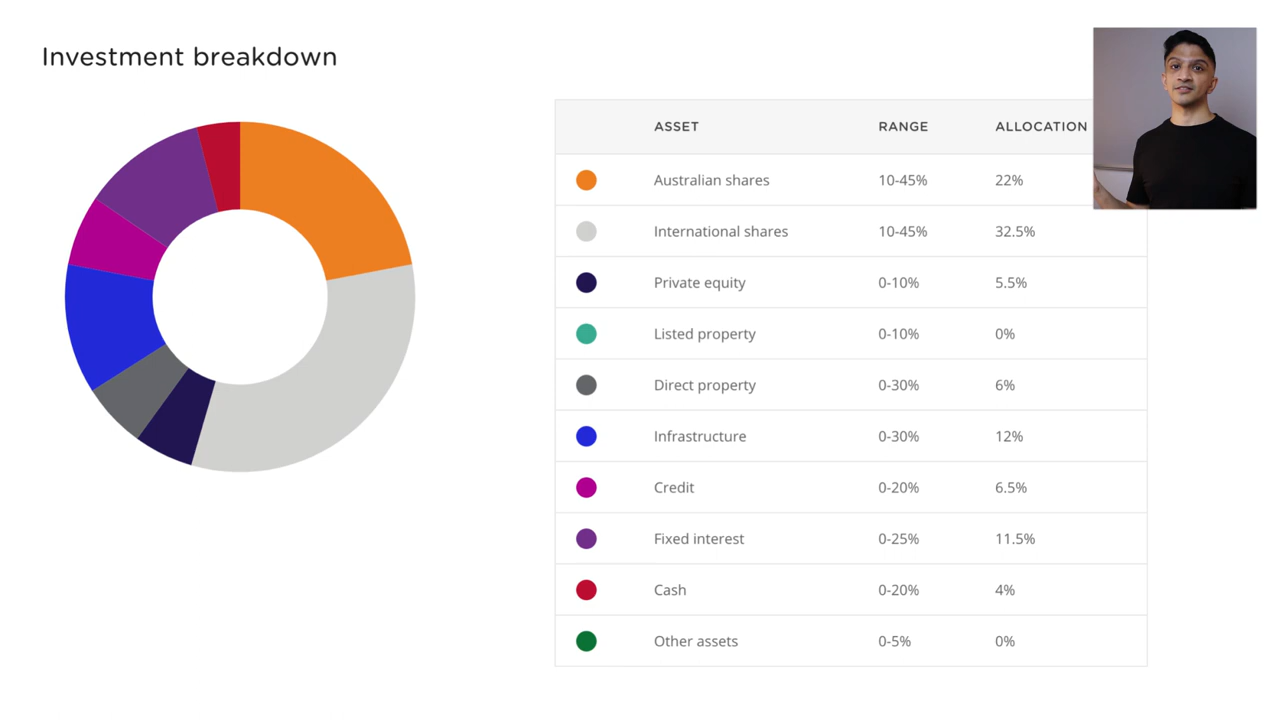 Investment breakdown
ASSET RANGE ALLOCATION
Australian shares 10-45% 22%
International shares 10-45% 32.5%
Private equity 0-10% 5.5%
Listed property 0-10% 0%
Direct property 0-30% 6%
Infrastructure 0-30% 12%
Credit 0-20% 6.5%
Fixed interest 0-25% 11.5%
Cash 0-20% 4%
Other assets 0-5% 0%